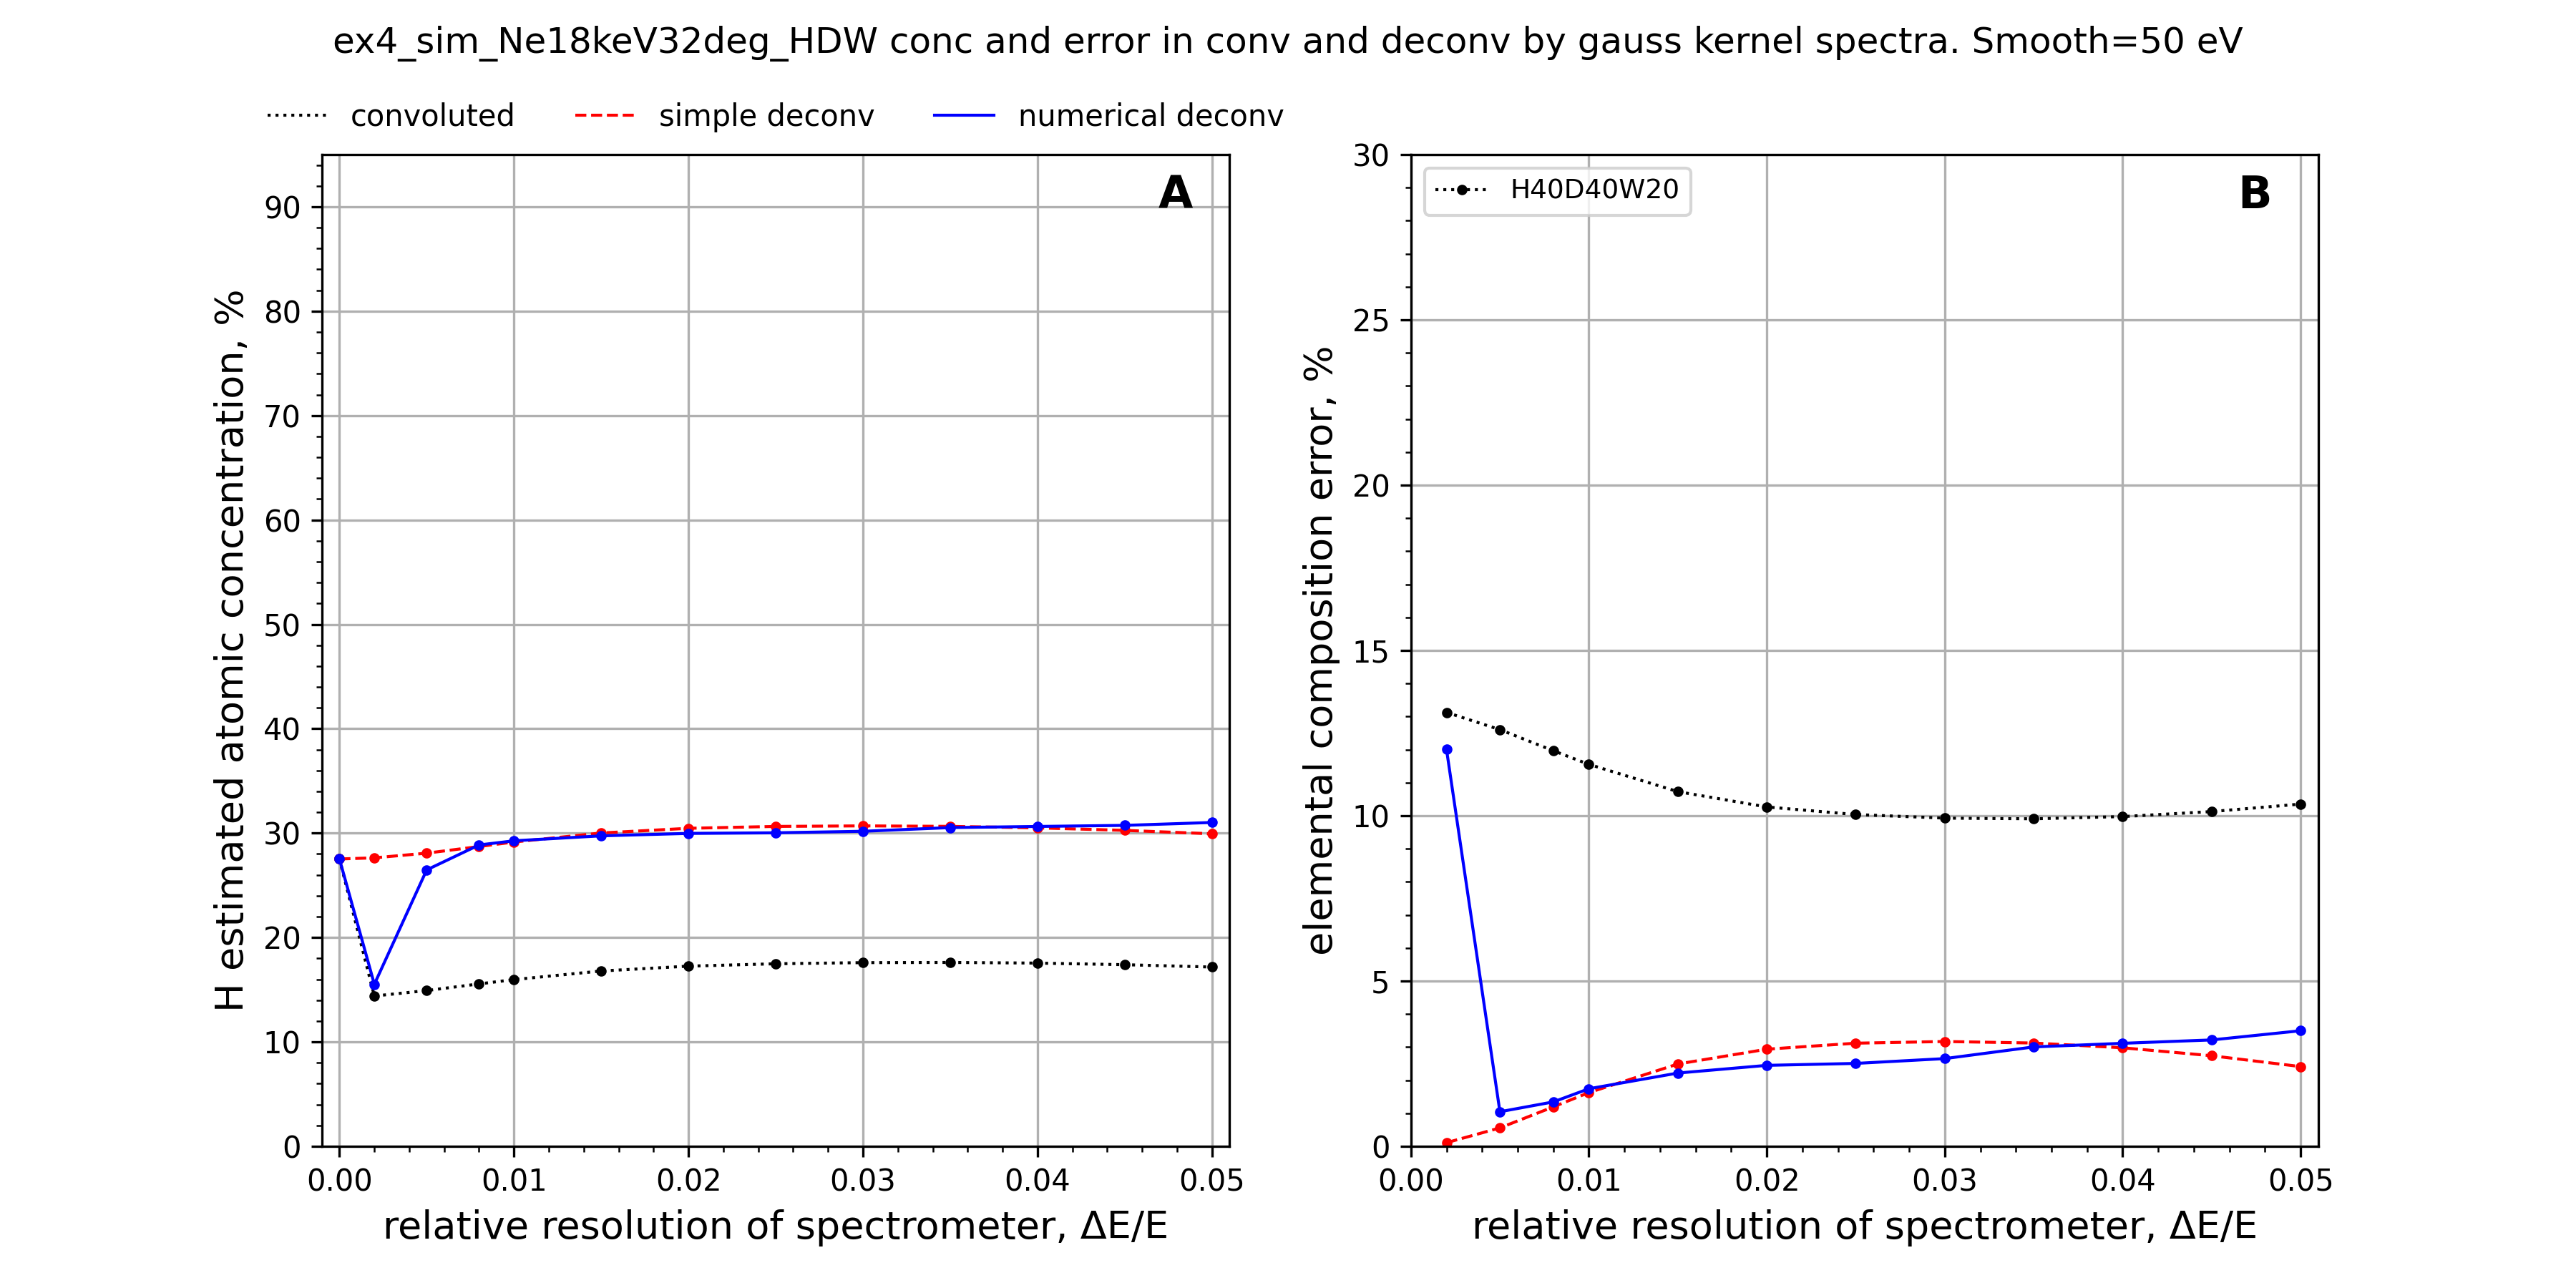 ex4_sim_Ne18keV32deg_HDW conc and error in conv and deconv by gauss kernel spectra. Smooth=50 eV
convoluted simple deconv numerical deconv
A
H estimated atomic concentration, %
90
80
70
60
50
40
30
20
10
0
0.00 0.01 0.02 0.03 0.04 0.05
relative resolution of spectrometer, ΔE/E
H40D40W20
B
elemental composition error, %
30
25
20
15
10
5
0
0.00 0.01 0.02 0.03 0.04 0.05
relative resolution of spectrometer, ΔE/E